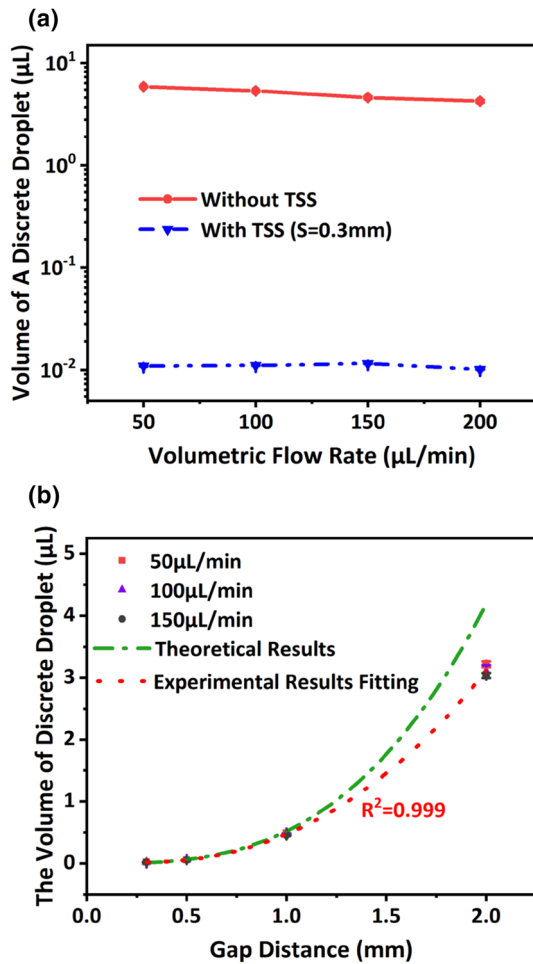 (a)
Volume of A Discrete Droplet (µL)
10¹
10⁰
10⁻¹
10⁻²
Without TSS
With TSS (S=0.3mm)
50
100
150
200
Volumetric Flow Rate (µL/min)
(b)
The Volume of Discrete Droplet (µL)
5
4
3
2
1
0
50µL/min
100µL/min
150µL/min
Theoretical Results
Experimental Results Fitting
R²=0.999
0.0
0.5
1.0
1.5
2.0
Gap Distance (mm)